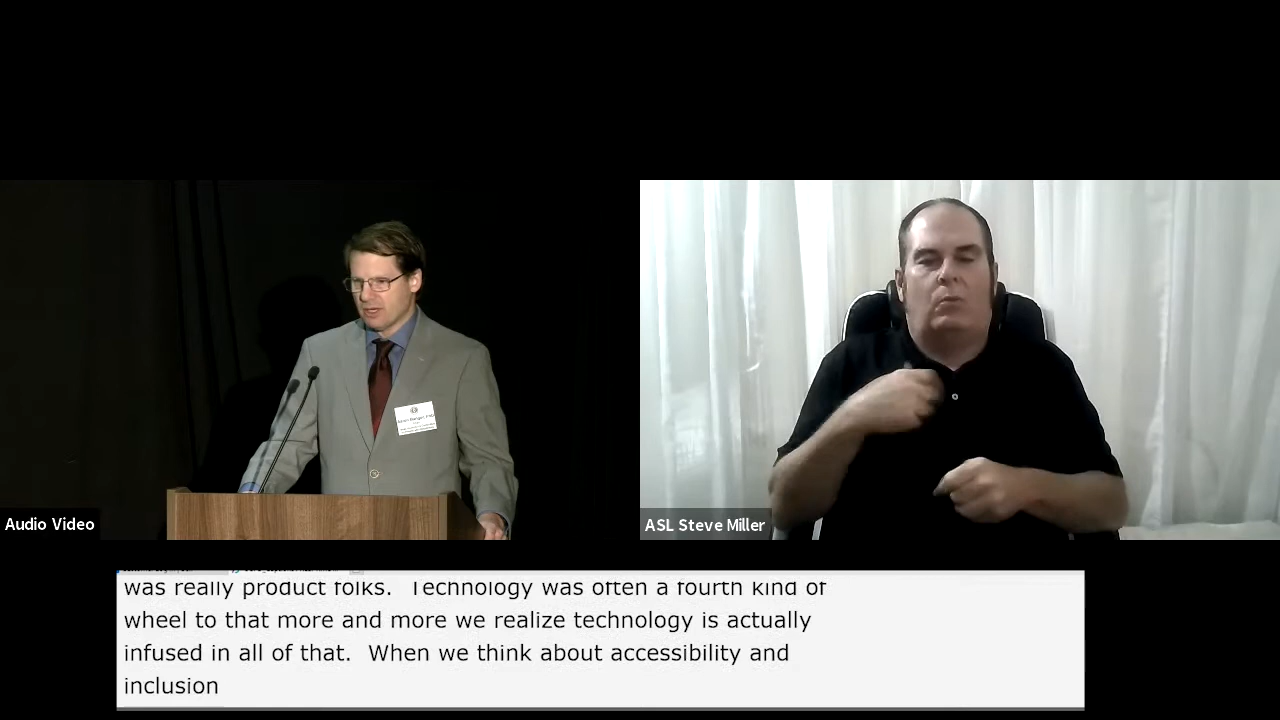 Audio Video
ASL Steve Miller
was really product folks. Technology was often a fourth kind of
wheel to that more and more we realize technology is actually
infused in all of that. When we think about accessibility and
inclusion